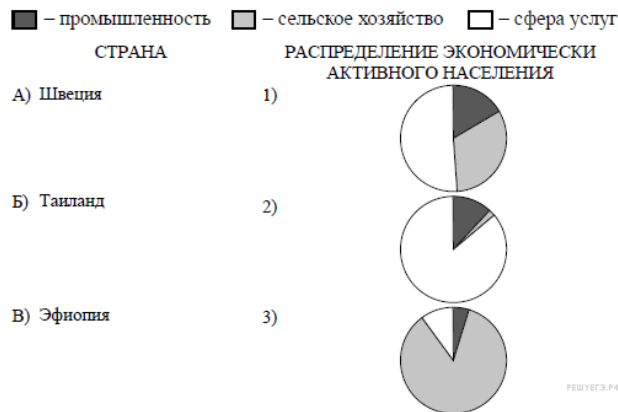 – промышленность – сельское хозяйство – сфера услуг
СТРАНА РАСПРЕДЕЛЕНИЕ ЭКОНОМИЧЕСКИ
АКТИВНОГО НАСЕЛЕНИЯ
А) Швеция 1)
Б) Таиланд 2)
В) Эфиопия 3)
РЕШУЕГЭ.РФ